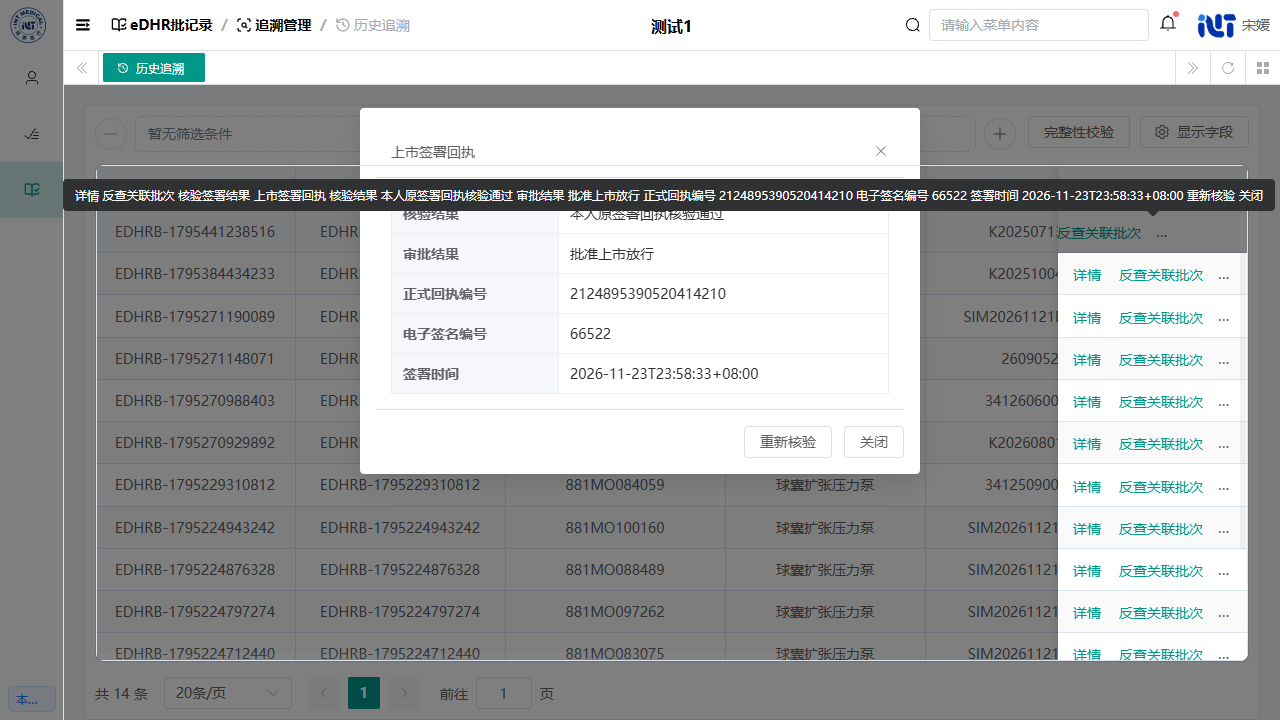 eDHR批记录 / 追溯管理 / 历史追溯
测试1
请输入菜单内容
宋媛
历史追溯
暂无筛选条件
完整性校验
显示字段
上市签署回执
详情 反查关联批次 核验签署结果 上市签署回执 核验结果 本人原签署回执核验通过 审批结果 批准上市放行 正式回执编号 2124895390520414210 电子签名编号 66522 签署时间 2026-11-23T23:58:33+08:00 重新核验 关闭
核验结果 本人原签署回执核验通过
审批结果 批准上市放行
正式回执编号 2124895390520414210
电子签名编号 66522
签署时间 2026-11-23T23:58:33+08:00
重新核验 关闭
EDHRB-1795441238516 EDHR K20250713 反查关联批次 ...
EDHRB-1795384434233 EDHR K20251004 详情 反查关联批次 ...
EDHRB-1795271190089 EDHR SIM20261121 详情 反查关联批次 ...
EDHRB-1795271148071 EDHR 2609052 详情 反查关联批次 ...
EDHRB-1795270988403 EDHR 341260600 详情 反查关联批次 ...
EDHRB-1795270929892 EDHR K2026080 详情 反查关联批次 ...
EDHRB-1795229310812 EDHRB-1795229310812 881MO084059 球囊扩张压力泵 341250900 详情 反查关联批次 ...
EDHRB-1795224943242 EDHRB-1795224943242 881MO100160 球囊扩张压力泵 SIM20261121 详情 反查关联批次 ...
EDHRB-1795224876328 EDHRB-1795224876328 881MO088489 球囊扩张压力泵 SIM20261121 详情 反查关联批次 ...
EDHRB-1795224797274 EDHRB-1795224797274 881MO097262 球囊扩张压力泵 SIM20261121 详情 反查关联批次 ...
EDHRB-1795224712440 EDHRB-1795224712440 881MO083075 球囊扩张压力泵 SIM20261121 详情 反查关联批次 ...
本...
共 14 条 20条/页 1 前往 1 页